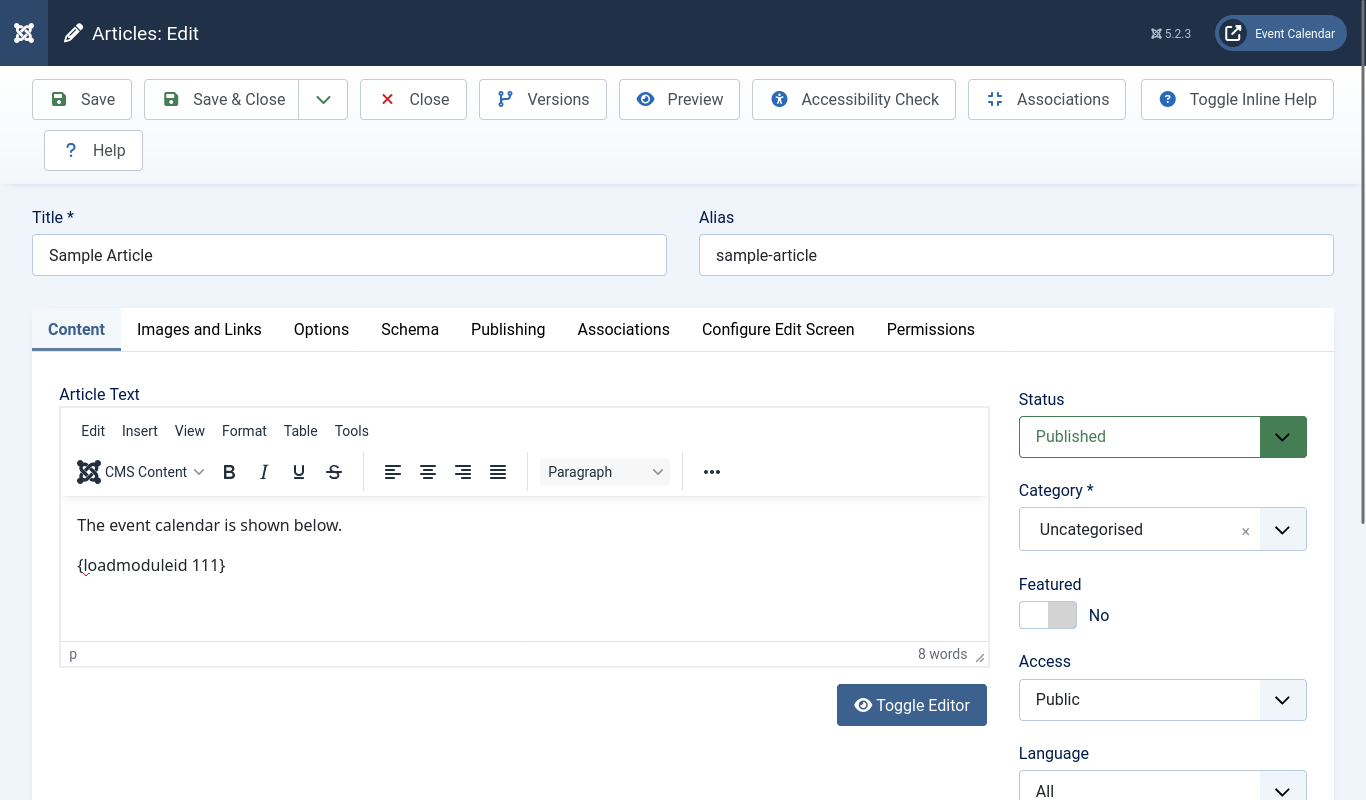 Articles: Edit
5.2.3
Event Calendar
Save
Save & Close
Close
Versions
Preview
Accessibility Check
Associations
Toggle Inline Help
? Help
Title *
Alias
Sample Article
sample-article
Content
Images and Links
Options
Schema
Publishing
Associations
Configure Edit Screen
Permissions
Article Text
Edit
Insert
View
Format
Table
Tools
CMS Content
B
I
U
S
Paragraph
The event calendar is shown below.
{loadmoduleid 111}
p
8 words
Toggle Editor
Status
Published
Category *
Uncategorised
×
Featured
No
Access
Public
Language
All